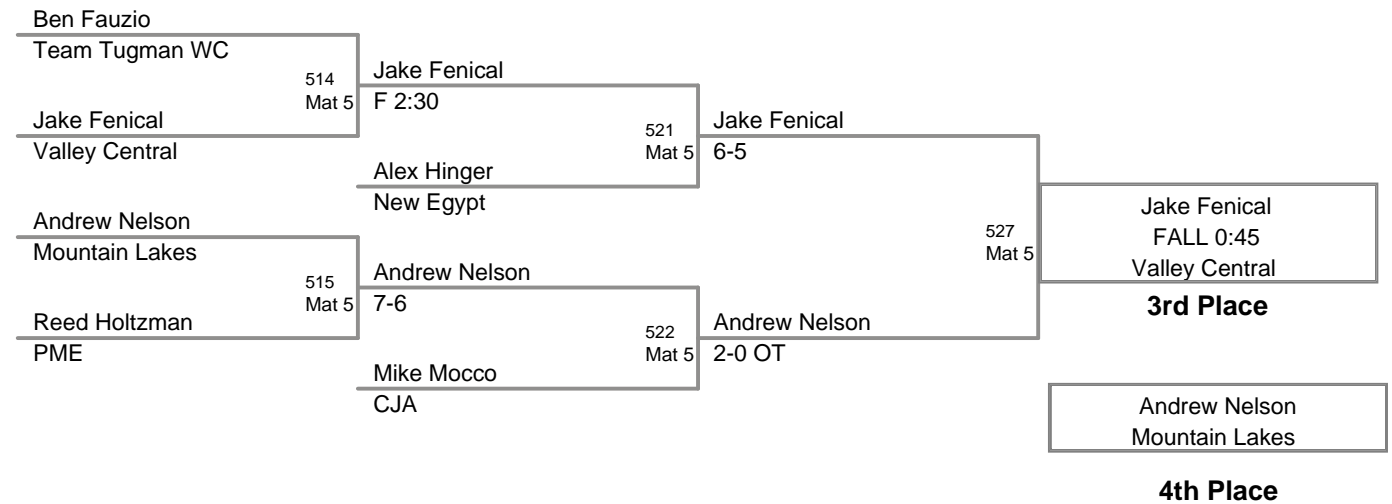 Ben Fauzio
Team Tugman WC
514
Mat 5
Jake Fenical
Valley Central
Jake Fenical
F 2:30
521
Mat 5
Alex Hinger
New Egypt
Jake Fenical
6-5
Andrew Nelson
Mountain Lakes
515
Mat 5
Reed Holtzman
PME
Andrew Nelson
7-6
522
Mat 5
Mike Mocco
CJA
Andrew Nelson
2-0 OT
527
Mat 5
Jake Fenical
FALL 0:45
Valley Central
3rd Place
Andrew Nelson
Mountain Lakes
4th Place